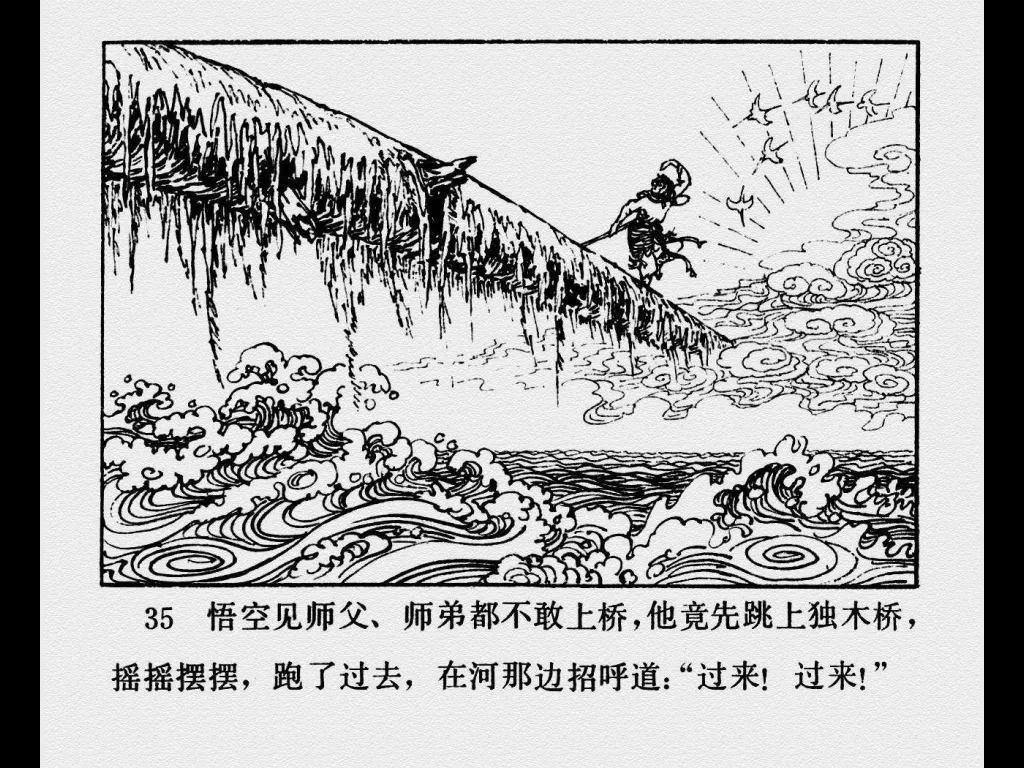 35 悟空见师父、师弟都不敢上桥，他竟先跳上独木桥，
摇摇摆摆，跑了过去，在河那边招呼道：“过来！过来！”